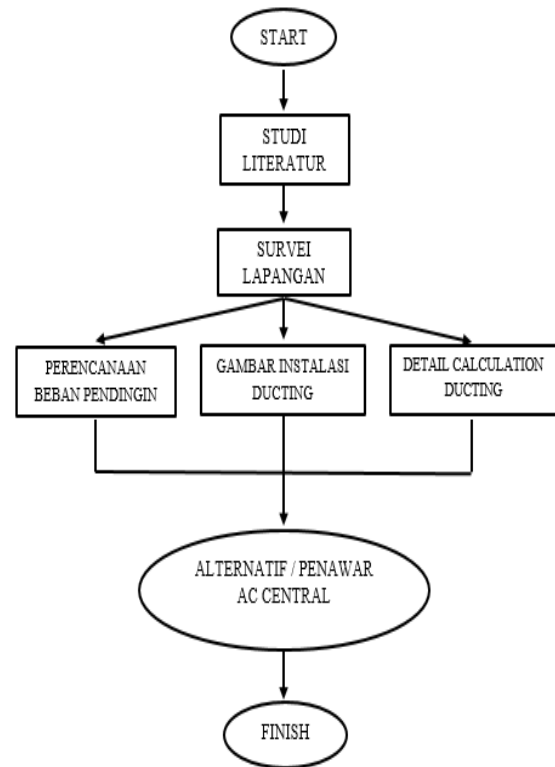 START
STUDI
LITERATUR
SURVEI
LAPANGAN
PERENCANAAN
BEBAN PENDINGIN
GAMBAR INSTALASI
DUCTING
DETAIL CALCULATION
DUCTING
ALTERNATIF / PENAWAR
AC CENTRAL
FINISH